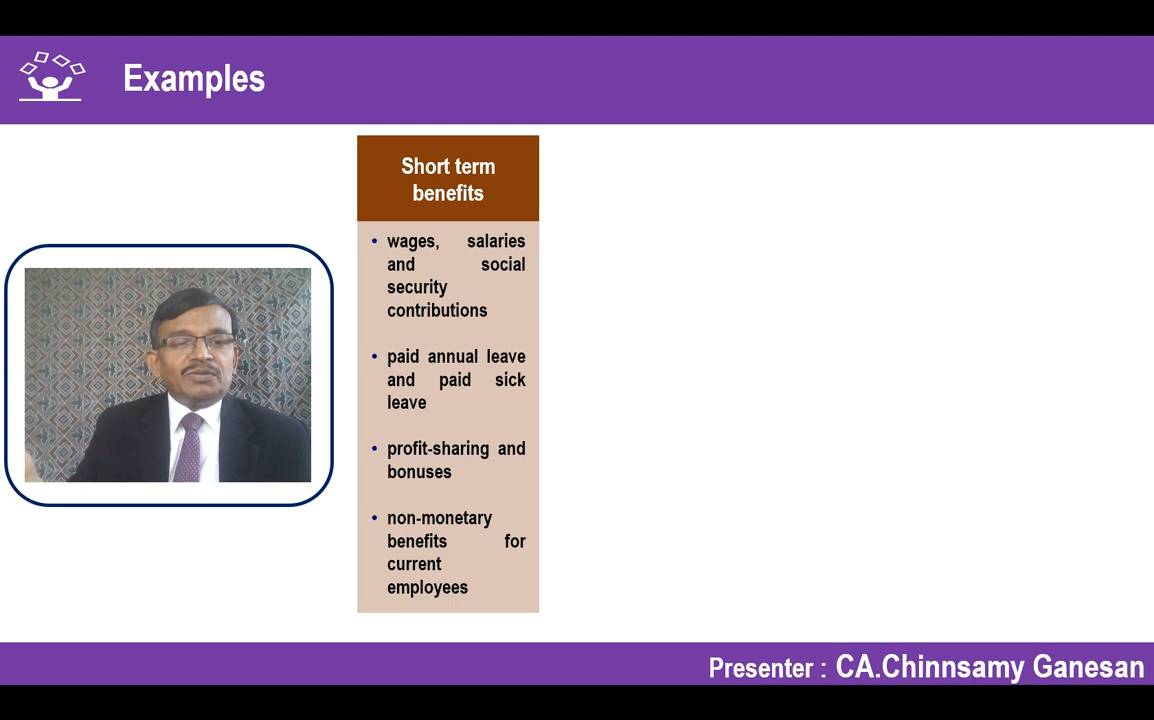 Examples
Short term
benefits
• wages, salaries
and social
security
contributions
• paid annual leave
and paid sick
leave
• profit-sharing and
bonuses
• non-monetary
benefits for
current
employees
Presenter : CA.Chinnsamy Ganesan